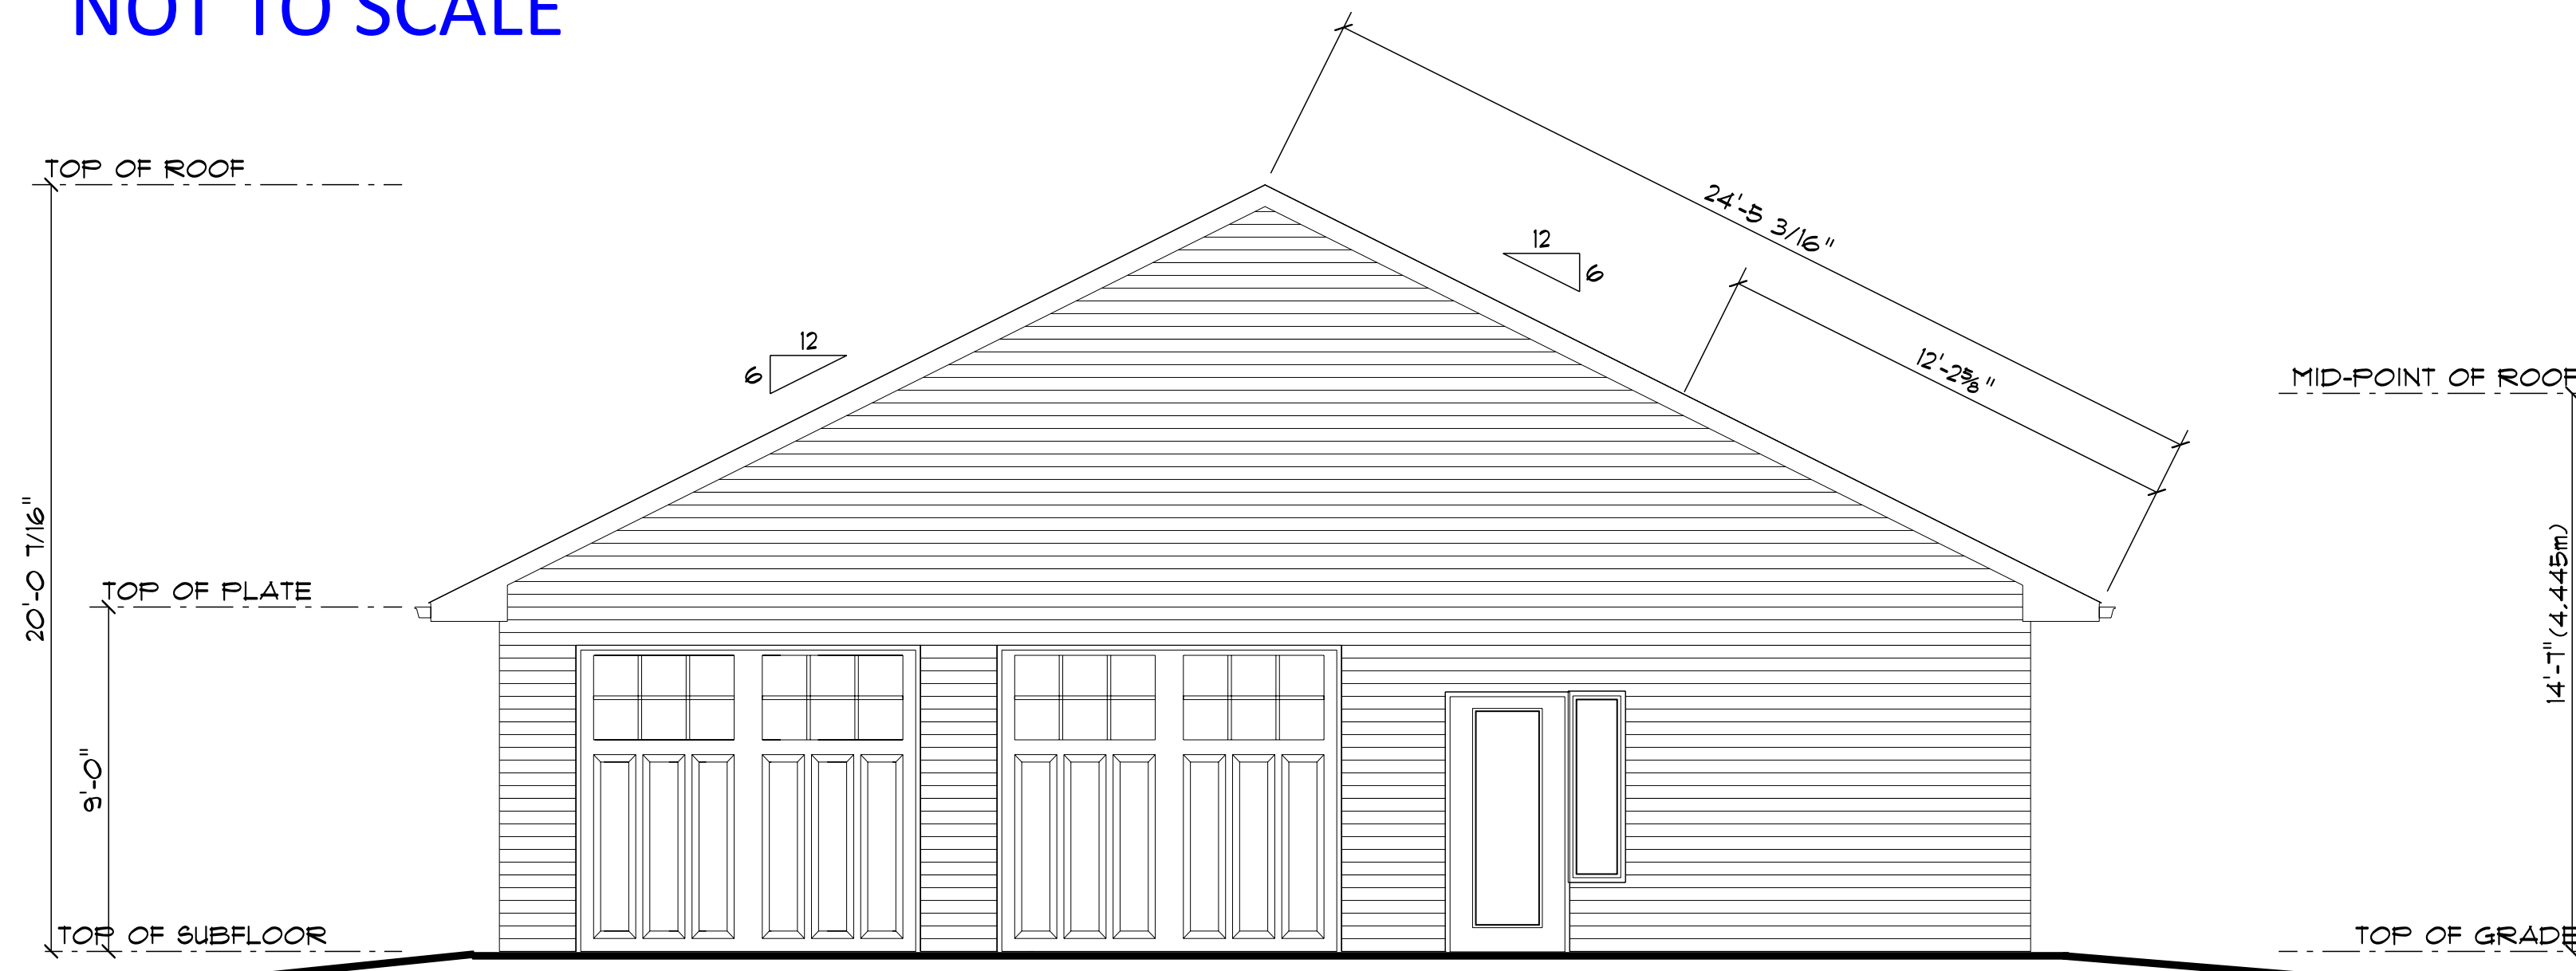 NOT TO SCALE
TOP OF ROOF
24'-5 3/16"
12
6
12
6
12'-2⅝"
MID-POINT OF ROOF
20'-0 7/16"
TOP OF PLATE
14'-7" (4.445m)
9'-0"
TOP OF SUBFLOOR
TOP OF GRADE